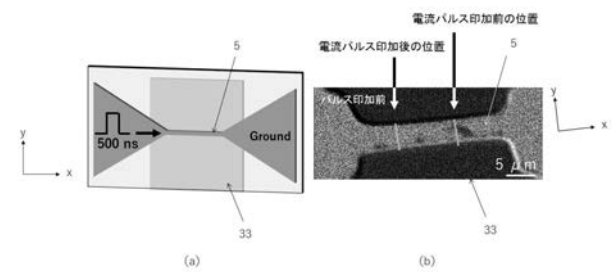 電流パルス印加前の位置
電流パルス印加後の位置
5
5
y
x
500 ns
Ground
パルス印加前
y
x
5 μm
33
33
(a)
(b)